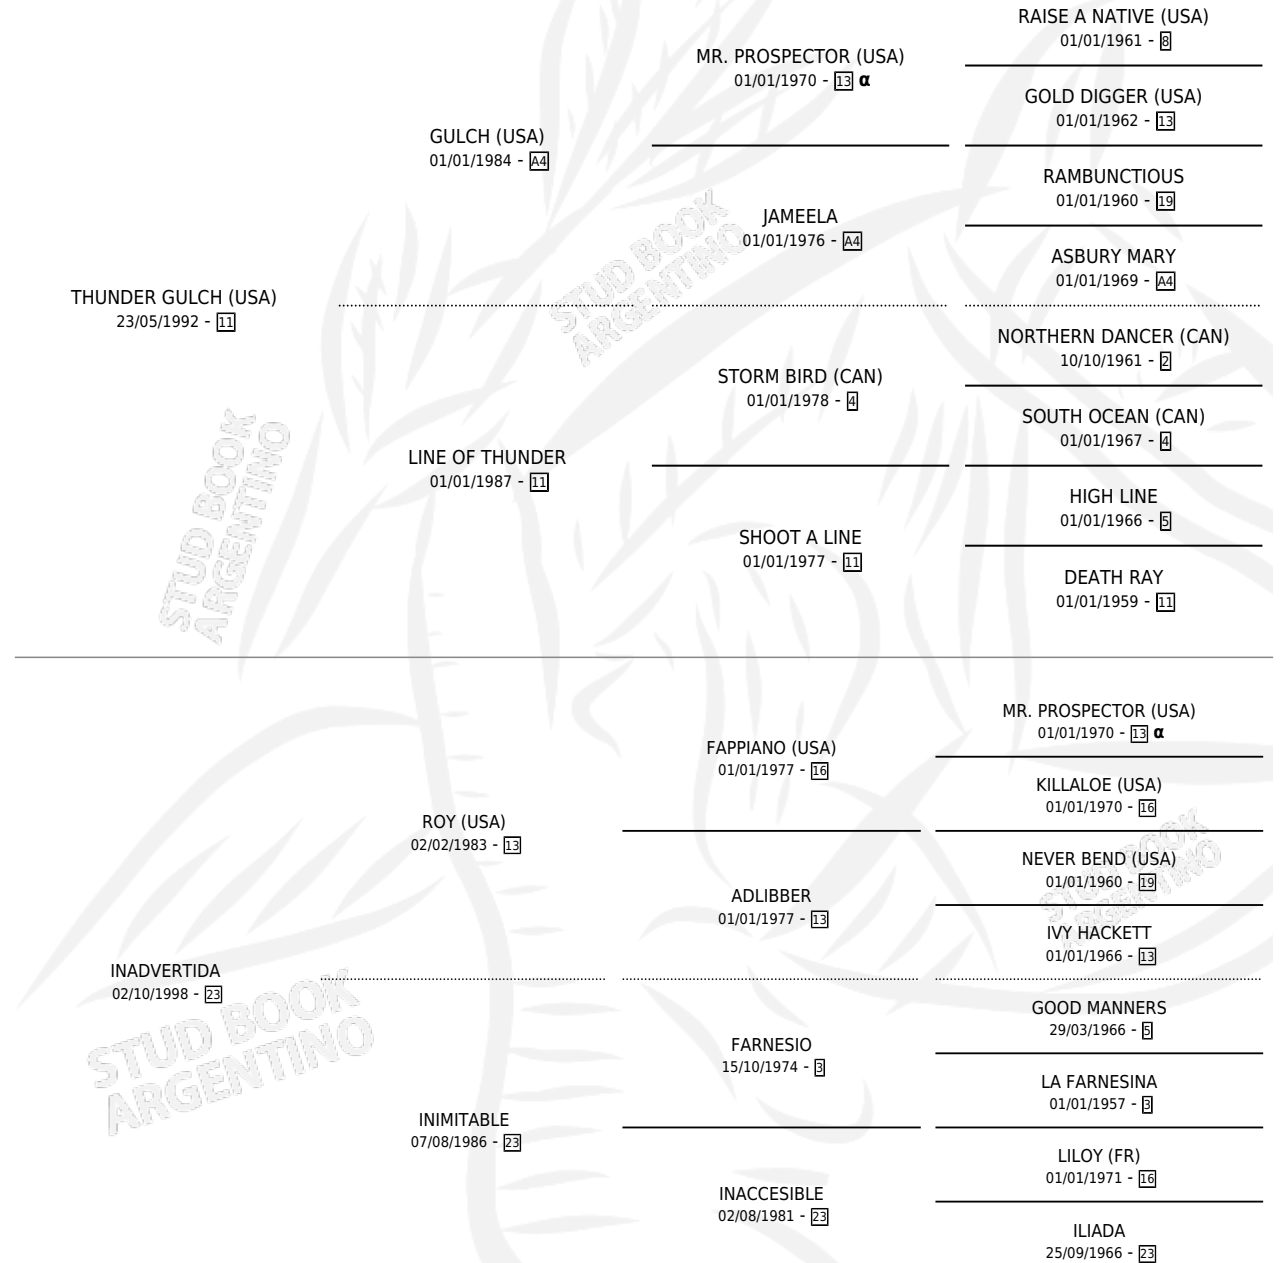 RAISE A NATIVE (USA)
01/01/1961 - 8
MR. PROSPECTOR (USA)
01/01/1970 - 13 α
GOLD DIGGER (USA)
01/01/1962 - 13
GULCH (USA)
01/01/1984 - A4
RAMBUNCTIOUS
01/01/1960 - 19
JAMEELA
01/01/1976 - A4
ASBURY MARY
01/01/1969 - A4
THUNDER GULCH (USA)
23/05/1992 - 11
NORTHERN DANCER (CAN)
10/10/1961 - 2
STORM BIRD (CAN)
01/01/1978 - 4
SOUTH OCEAN (CAN)
01/01/1967 - 4
LINE OF THUNDER
01/01/1987 - 11
HIGH LINE
01/01/1966 - 5
SHOOT A LINE
01/01/1977 - 11
DEATH RAY
01/01/1959 - 11
STUD BOOK
ARGENTINO
STUD BOOK
ARGENTINO
MR. PROSPECTOR (USA)
01/01/1970 - 13 α
FAPPIANO (USA)
01/01/1977 - 16
KILLALOE (USA)
01/01/1970 - 16
ROY (USA)
02/02/1983 - 13
NEVER BEND (USA)
01/01/1960 - 19
ADLIBBER
01/01/1977 - 13
IVY HACKETT
01/01/1966 - 13
INADVERTIDA
02/10/1998 - 23
GOOD MANNERS
29/03/1966 - 5
FARNESIO
15/10/1974 - 3
LA FARNESINA
01/01/1957 - 3
INIMITABLE
07/08/1986 - 23
LILOY (FR)
01/01/1971 - 16
INACCESIBLE
02/08/1981 - 23
ILIADA
25/09/1966 - 23
STUD BOOK
ARGENTINO
STUD BOOK
ARGENTINO